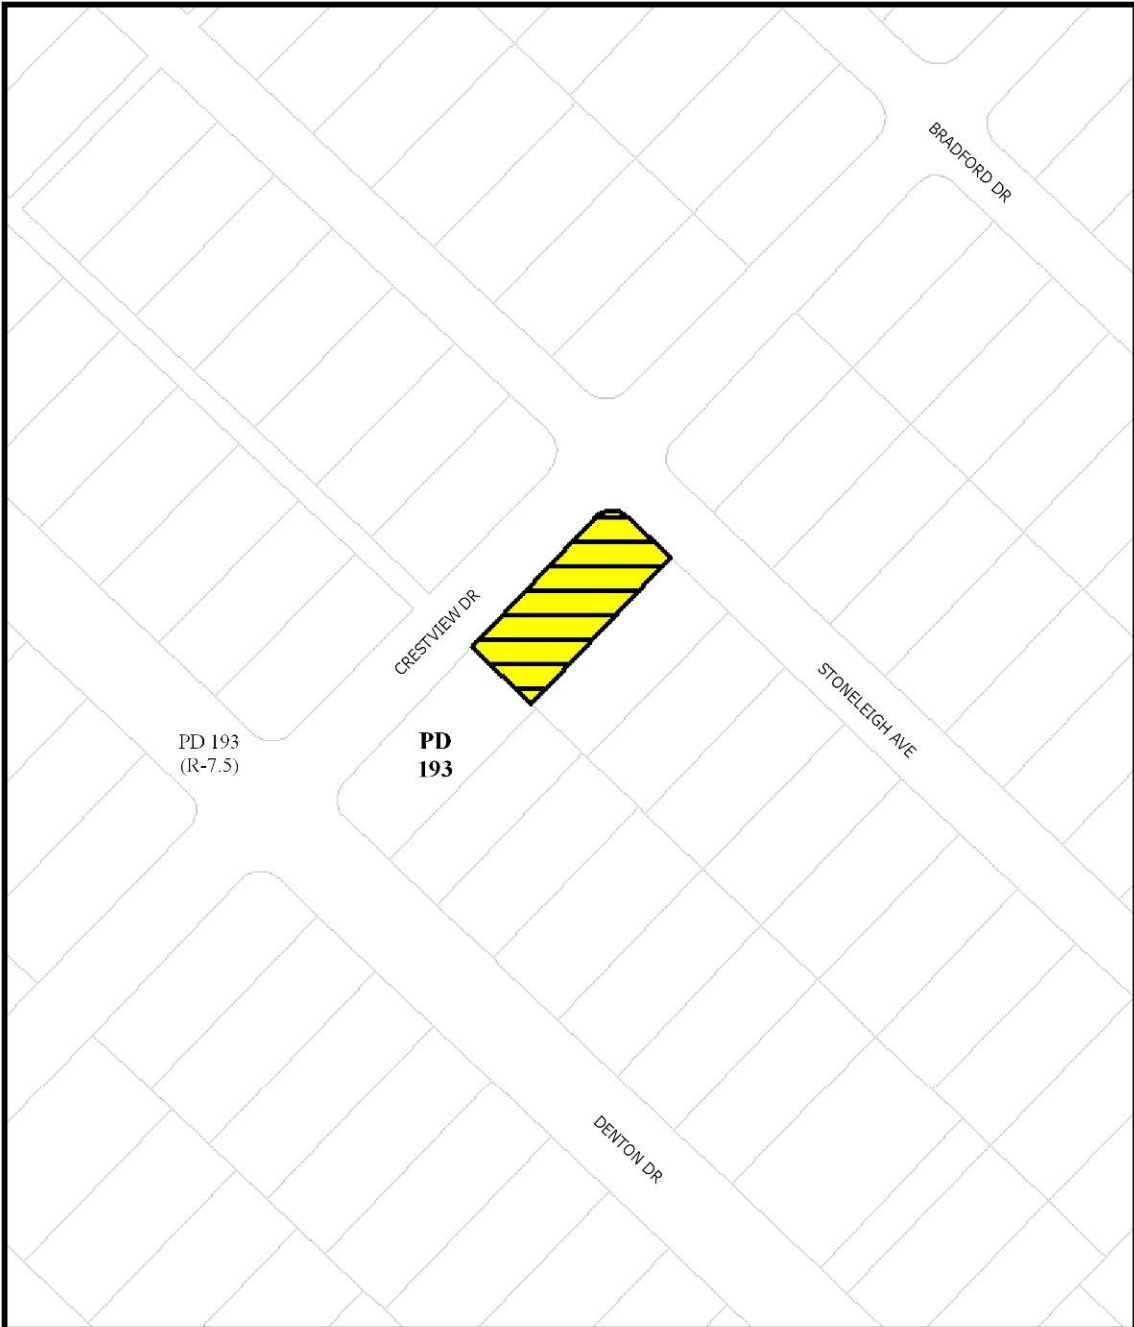 BRADFORD DR
CRESTVIEW DR
STONELEIGH AVE
PD 193
(R-7.5)
PD
193
DENTON DR